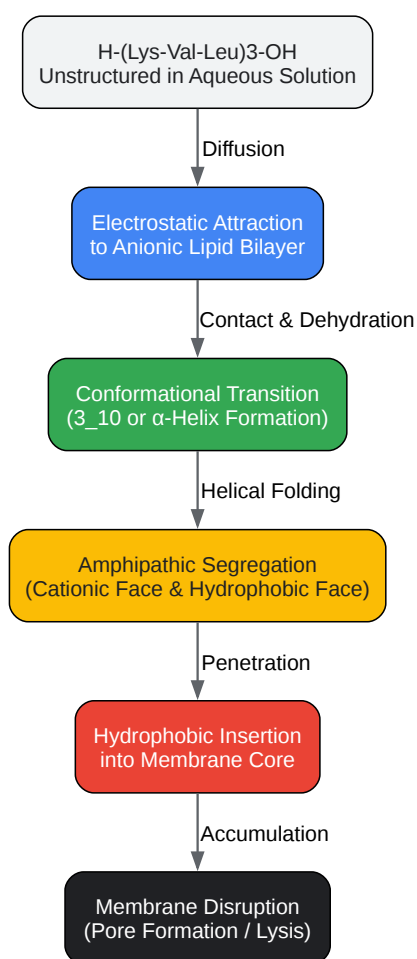 H-(Lys-Val-Leu)3-OH
Unstructured in Aqueous Solution
Diffusion
Electrostatic Attraction
to Anionic Lipid Bilayer
Contact & Dehydration
Conformational Transition
(3_10 or α-Helix Formation)
Helical Folding
Amphipathic Segregation
(Cationic Face & Hydrophobic Face)
Penetration
Hydrophobic Insertion
into Membrane Core
Accumulation
Membrane Disruption
(Pore Formation / Lysis)